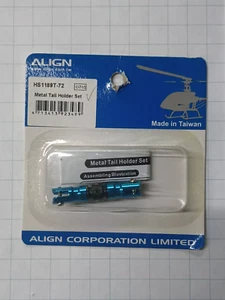 ALIGN
HS1189T-72
Metal Tail Holder Set
Made in Taiwan
Metal Tail Holder Set
Assembling Illustration
ALIGN CORPORATION LIMITED